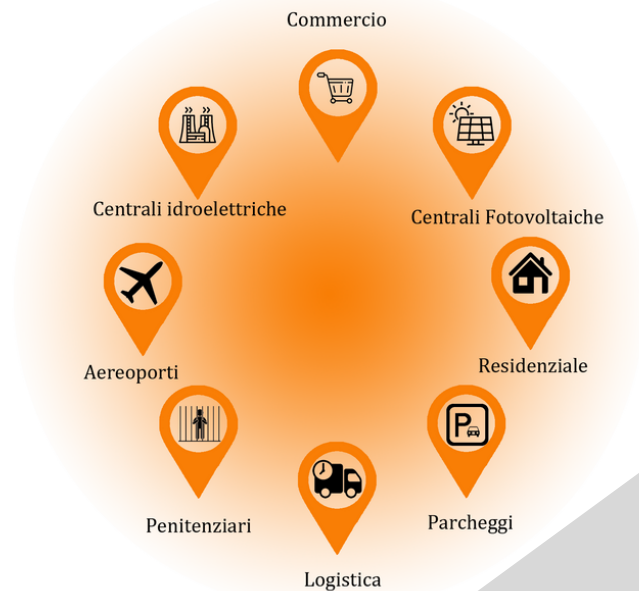 Commercio
Centrali idroelettriche
Centrali Fotovoltaiche
Aereoporti
Residenziale
P
Penitenziari
Parcheggi
Logistica